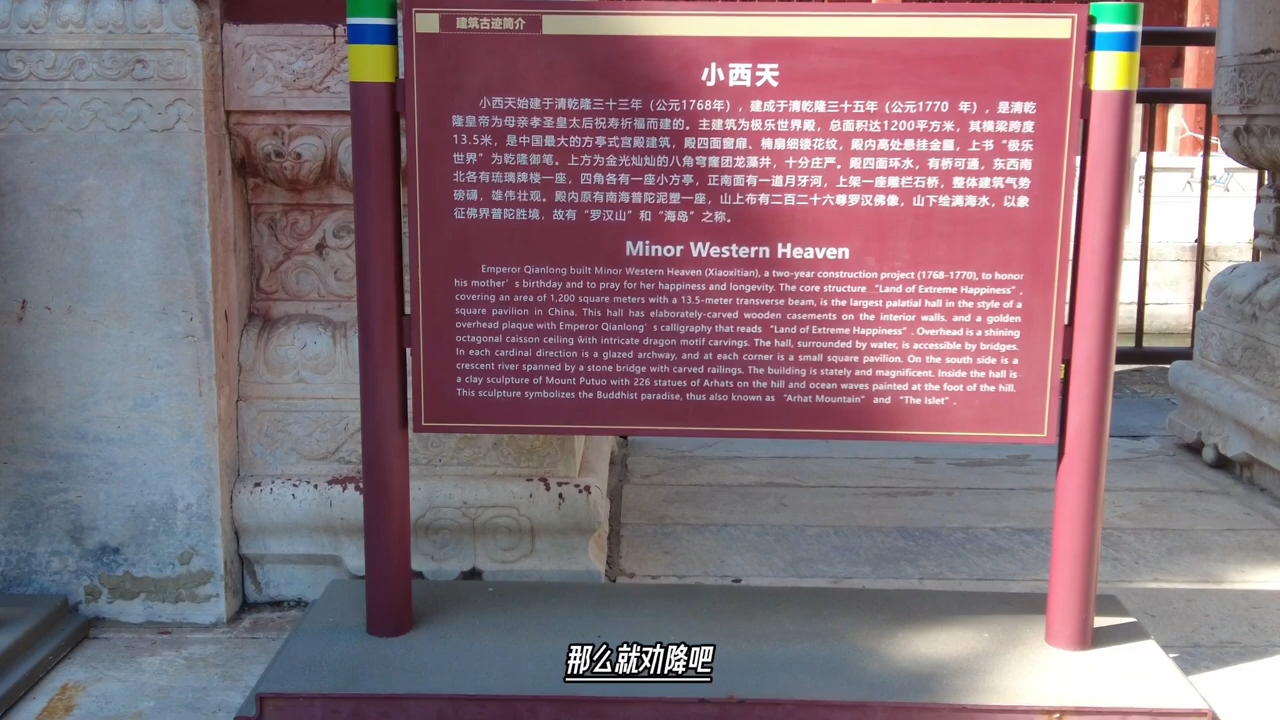 建筑古迹简介
小西天
小西天始建于清乾隆三十三年（公元1768年），建成于清乾隆三十五年（公元1770 年），是清乾
隆皇帝为母亲孝圣皇太后祝寿祈福而建的。主建筑为极乐世界殿，总面积达1200平方米，其横梁跨度
13.5米，是中国最大的方亭式宫殿建筑，殿四面窗扉、楠扇细镂花纹，殿内高处悬挂金匾，上书“极乐
世界”为乾隆御笔。上方为金光灿灿的八角穹窿团龙藻井，十分庄严。殿四面环水，有桥可通，东西南
北各有琉璃牌楼一座，四角各有一座小方亭，正南面有一道月牙河，上架一座雕栏石桥，整体建筑气势
磅礴，雄伟壮观。殿内原有南海普陀泥塑一座，山上布有二百二十六尊罗汉佛像，山下绘满海水，以象
征佛界普陀胜境，故有“罗汉山”和“海岛”之称。
Minor Western Heaven
Emperor Qianlong built Minor Western Heaven (Xiaoxitian), a two-year construction project (1768-1770), to honor
his mother’s birthday and to pray for her happiness and longevity. The core structure “Land of Extreme Happiness”,
covering an area of 1,200 square meters with a 13.5-meter transverse beam, is the largest palatial hall in the style of a
square pavilion in China. This hall has elaborately-carved wooden casements on the interior walls, and a golden
overhead plaque with Emperor Qianlong’s calligraphy that reads “Land of Extreme Happiness”. Overhead is a shining
octagonal caisson ceiling with intricate dragon motif carvings. The hall, surrounded by water, is accessible by bridges.
In each cardinal direction is a glazed archway, and at each corner is a small square pavilion. On the south side is a
crescent river spanned by a stone bridge with carved railings. The building is stately and magnificent. Inside the hall is
a clay sculpture of Mount Putuo with 226 statues of Arhats on the hill and ocean waves painted at the foot of the hill.
This sculpture symbolizes the Buddhist paradise, thus also known as “Arhat Mountain” and “The Islet”.
那么就劝降吧